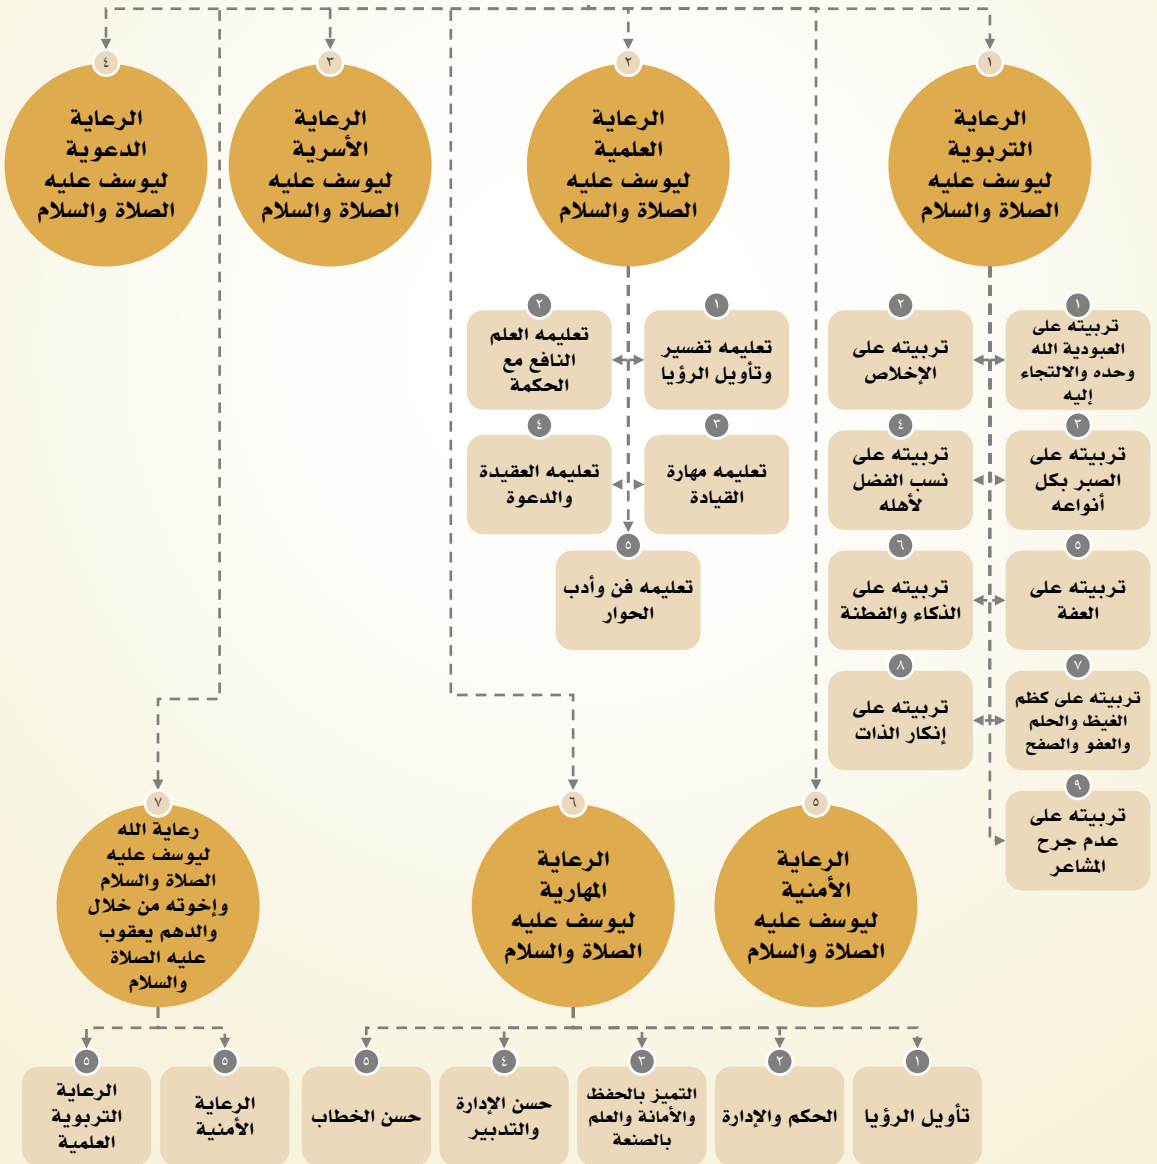 ١
الرعاية
التربوية
ليوسف عليه
الصلاة والسلام
١
تربيته على
العبودية الله
وحده والالتجاء
إليه
٢
تربيته على
الإخلاص
٣
تربيته على
الصبر بكل
أنواعه
٤
تربيته على
نسب الفضل
لأهله
٥
تربيته على
العفة
٦
تربيته على
الذكاء والفطنة
٧
تربيته على كظم
الغيظ والحلم
والعفو والصفح
٨
تربيته على
إنكار الذات
٩
تربيته على
عدم جرح
المشاعر
٢
الرعاية
العلمية
ليوسف عليه
الصلاة والسلام
١
تعليمه تفسير
وتأويل الرؤيا
٢
تعليمه العلم
النافع مع
الحكمة
٣
تعليمه مهارة
القيادة
٤
تعليمه العقيدة
والدعوة
٥
تعليمه فن وأدب
الحوار
٣
الرعاية
الأسرية
ليوسف عليه
الصلاة والسلام
٤
الرعاية
الدعوية
ليوسف عليه
الصلاة والسلام
٥
الرعاية
الأمنية
ليوسف عليه
الصلاة والسلام
٦
الرعاية
المهارية
ليوسف عليه
الصلاة والسلام
١
تأويل الرؤيا
٢
الحكم والإدارة
٣
التميز بالحفظ
والأمانة والعلم
بالصنعة
٤
حسن الإدارة
والتدبير
٥
حسن الخطاب
٧
رعاية الله
ليوسف عليه
الصلاة والسلام
وإخوته من خلال
والدهم يعقوب
عليه الصلاة
والسلام
٥
الرعاية
الأمنية
٥
الرعاية
التربوية
العلمية